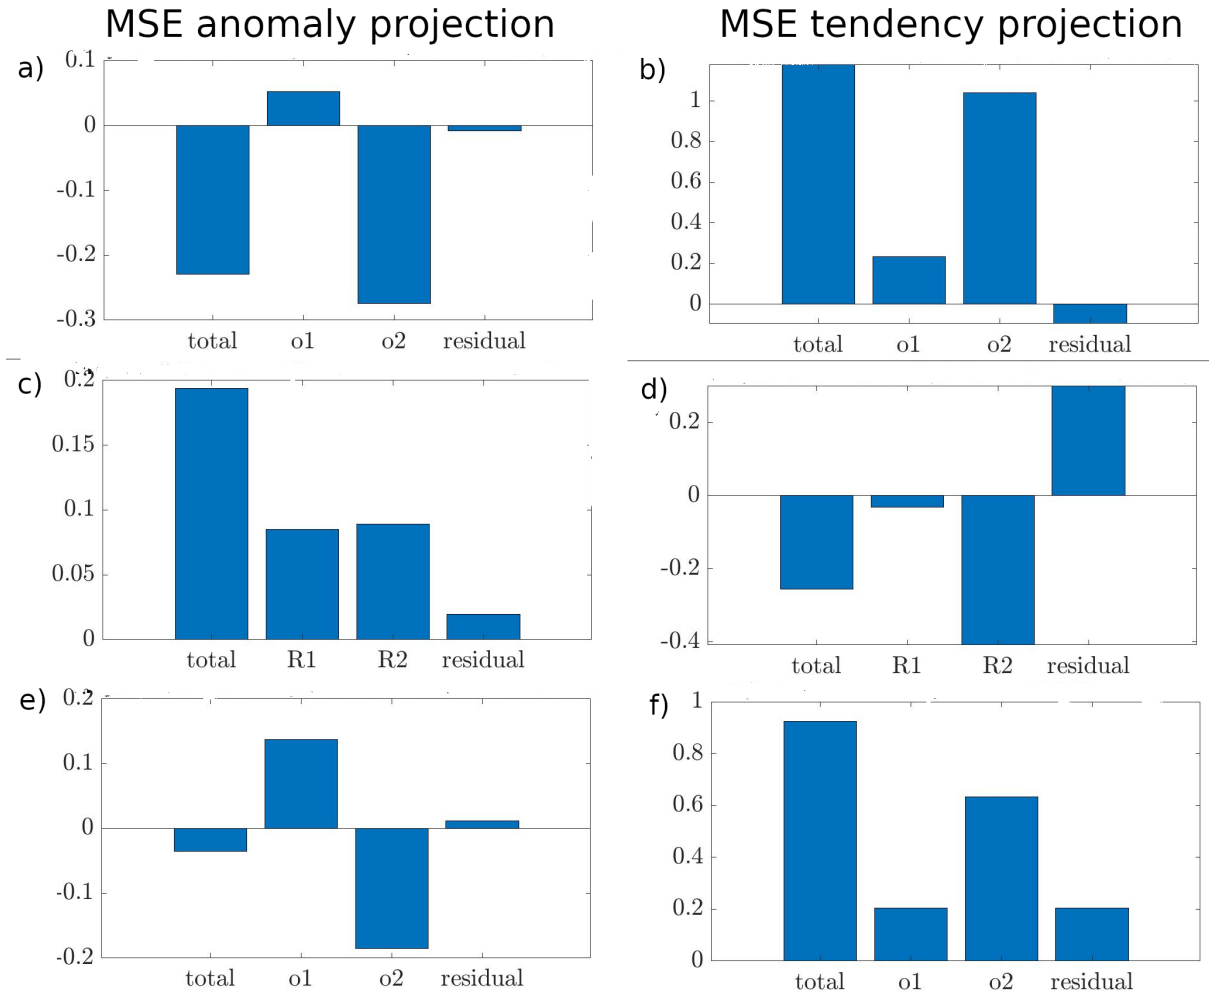 MSE anomaly projection
MSE tendency projection
a)
0.1
0
-0.1
-0.2
-0.3
total o1 o2 residual
b)
1
0.8
0.6
0.4
0.2
0
total o1 o2 residual
c)
0.2
0.15
0.1
0.05
0
total R1 R2 residual
d)
0.2
0
-0.2
-0.4
total R1 R2 residual
e)
0.2
0.1
0
-0.1
-0.2
total o1 o2 residual
f)
1
0.8
0.6
0.4
0.2
0
total o1 o2 residual